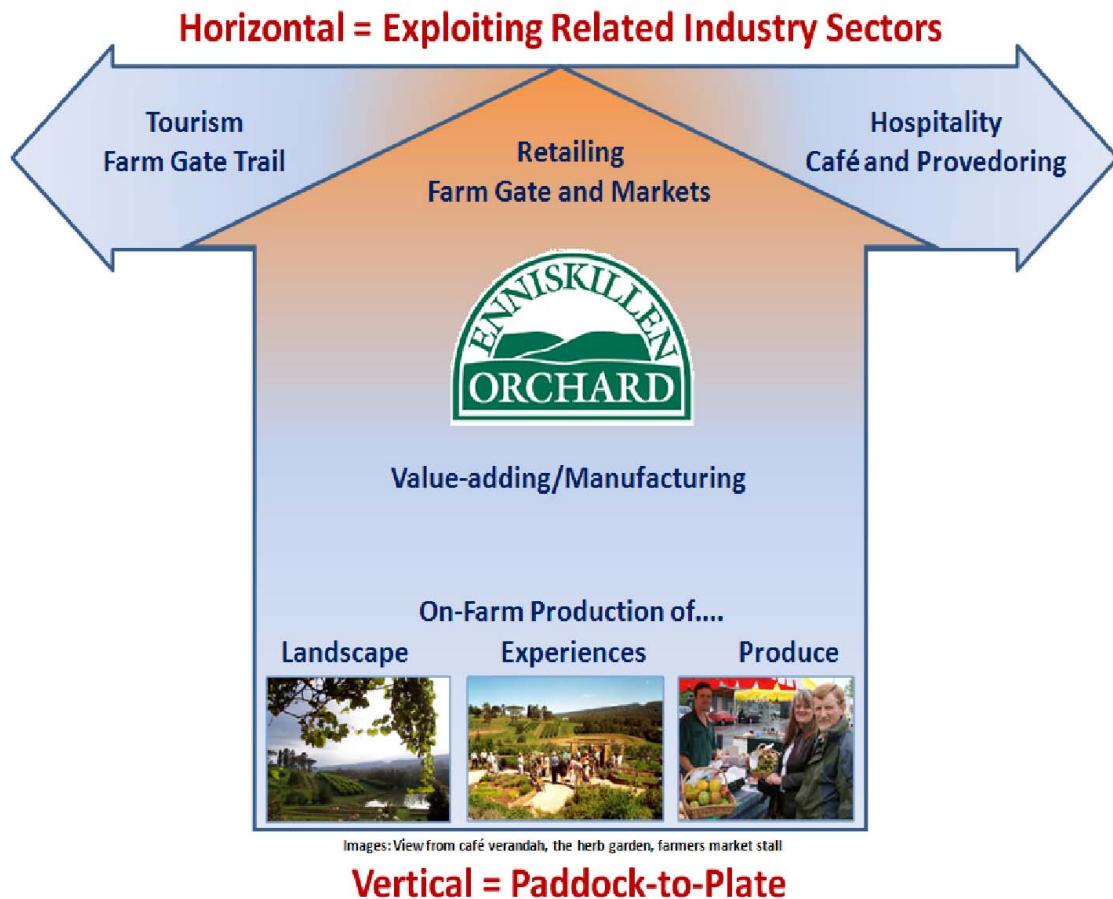 Horizontal = Exploiting Related Industry Sectors
Tourism
Farm Gate Trail
Retailing
Farm Gate and Markets
Hospitality
Café and Provedoring
ENNISKILLEN
ORCHARD
Value-adding/Manufacturing
On-Farm Production of....
Landscape Experiences Produce
Images: View from café verandah, the herb garden, farmers market stall
Vertical = Paddock-to-Plate